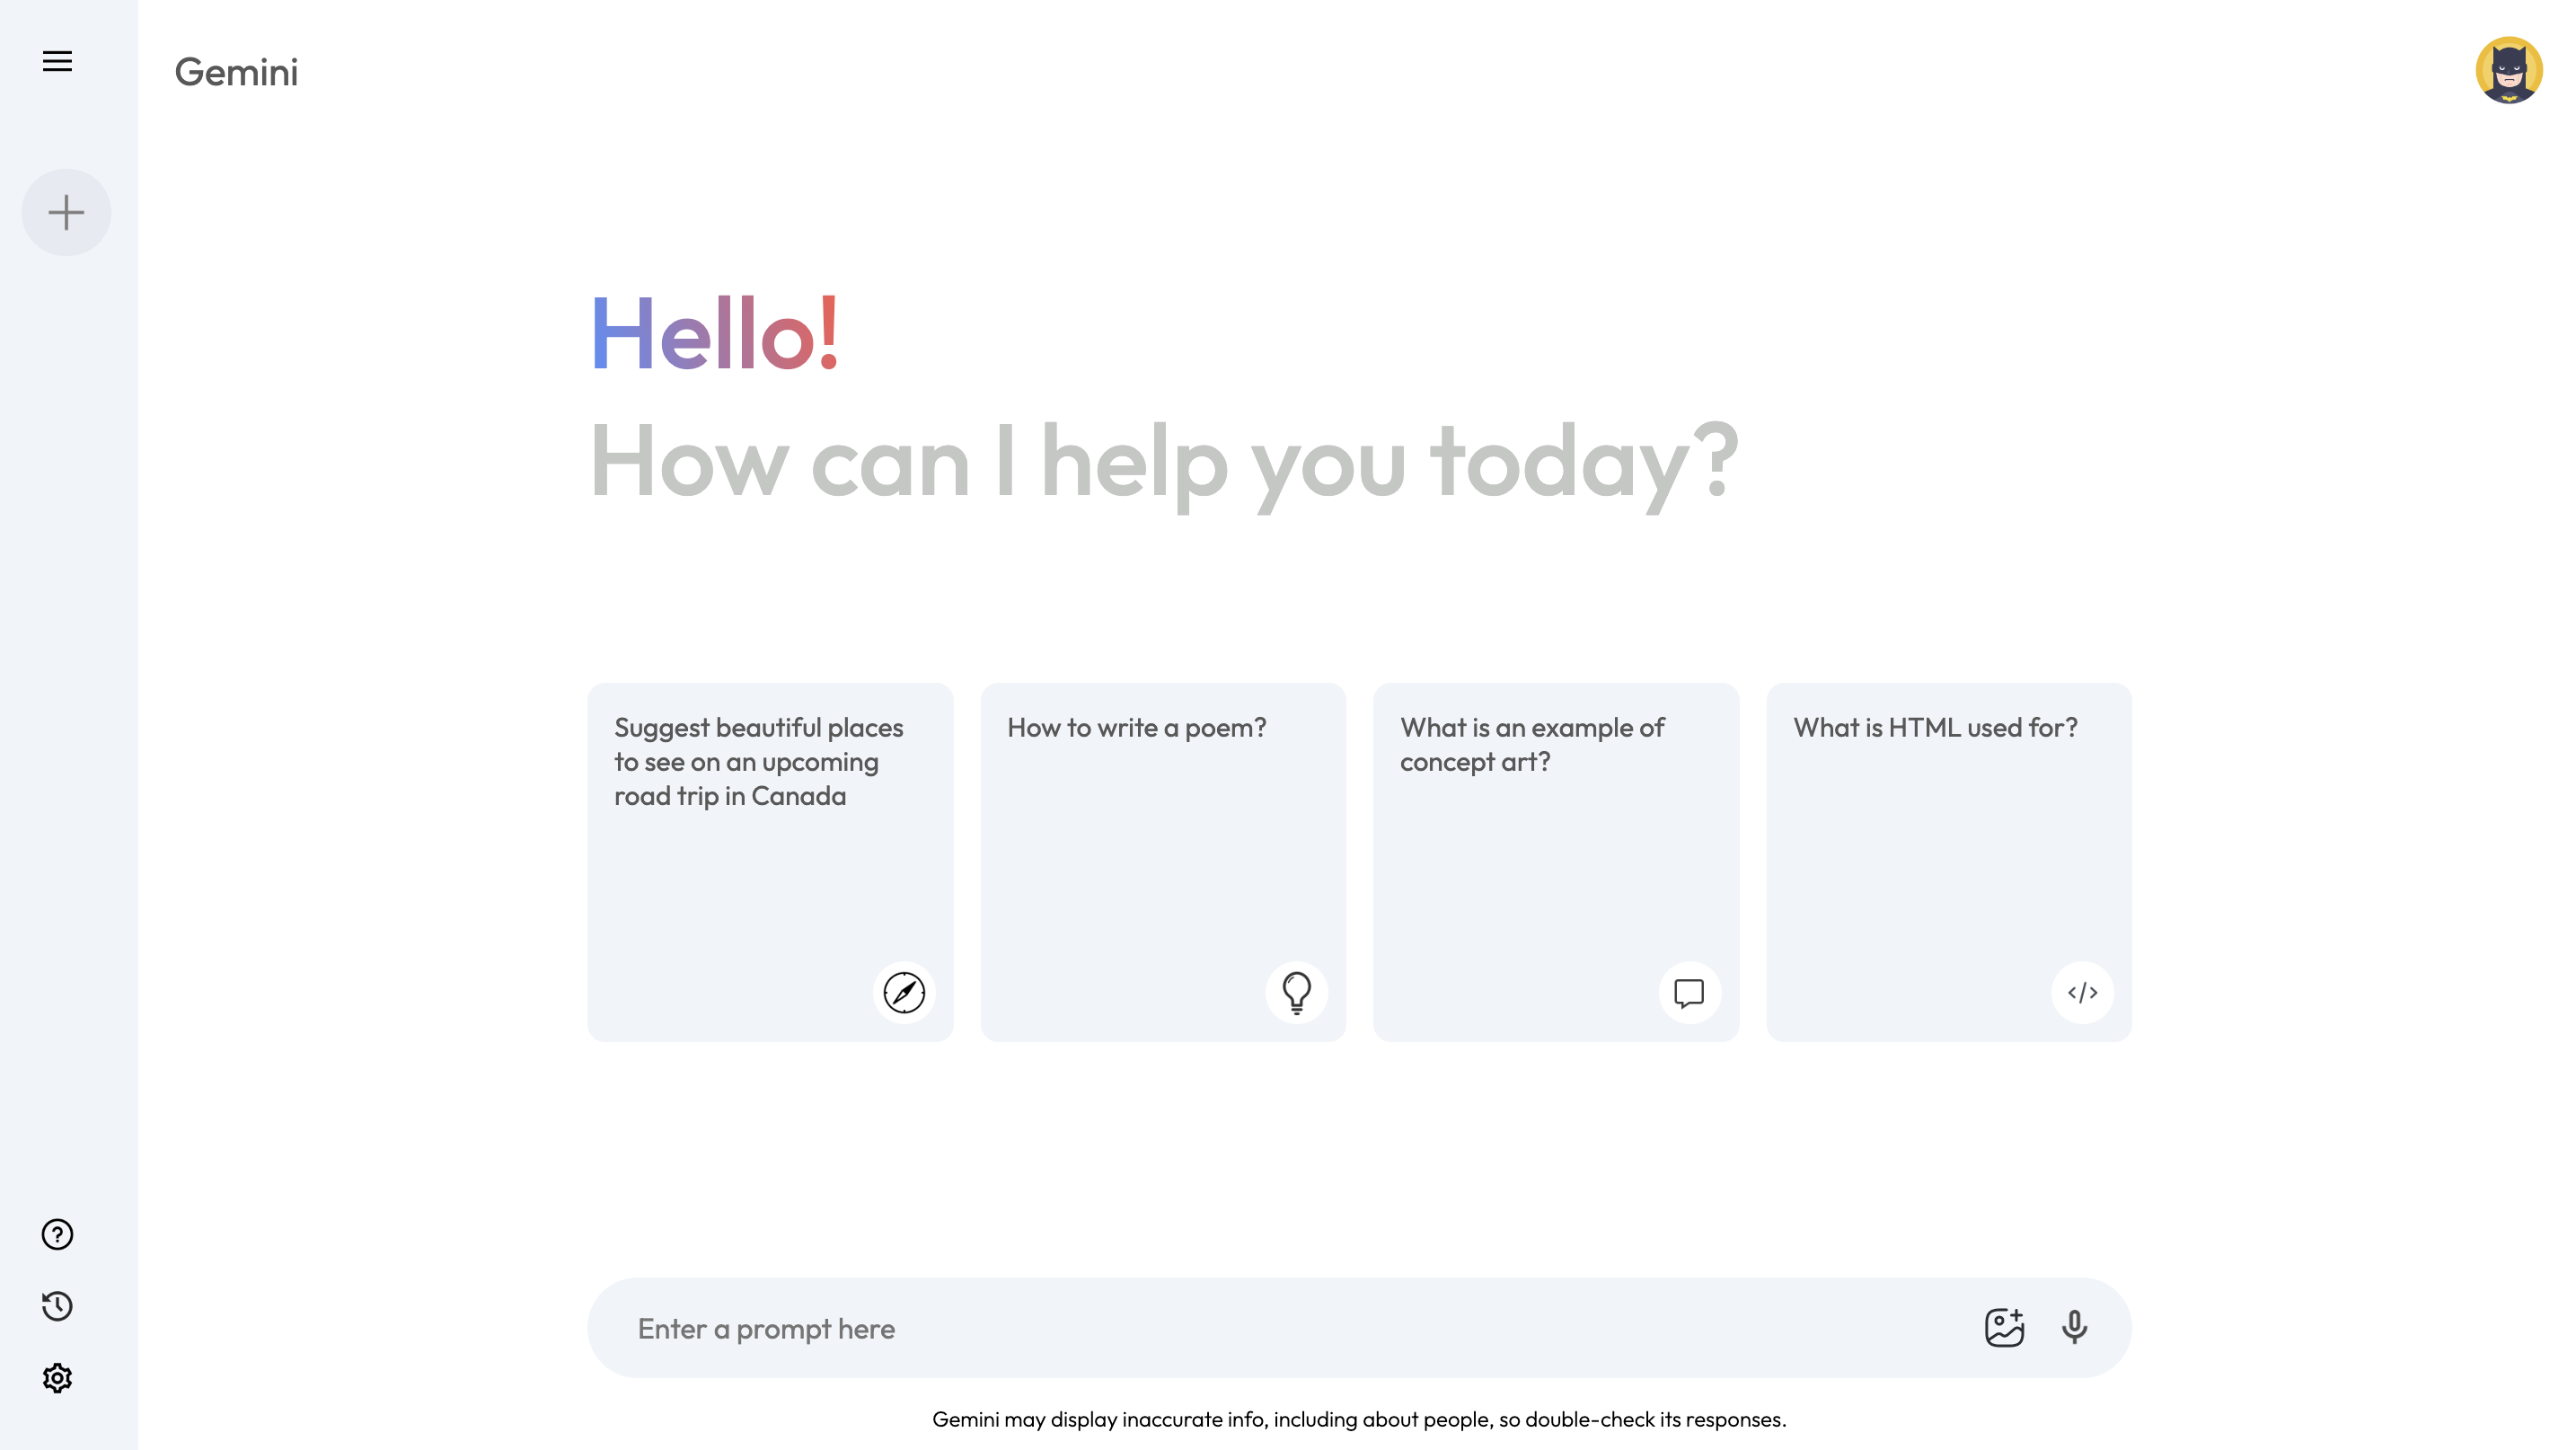 Gemini
Hello!
How can I help you today?
Suggest beautiful places
to see on an upcoming
road trip in Canada
How to write a poem?
What is an example of
concept art?
What is HTML used for?
Enter a prompt here
Gemini may display inaccurate info, including about people, so double-check its responses.